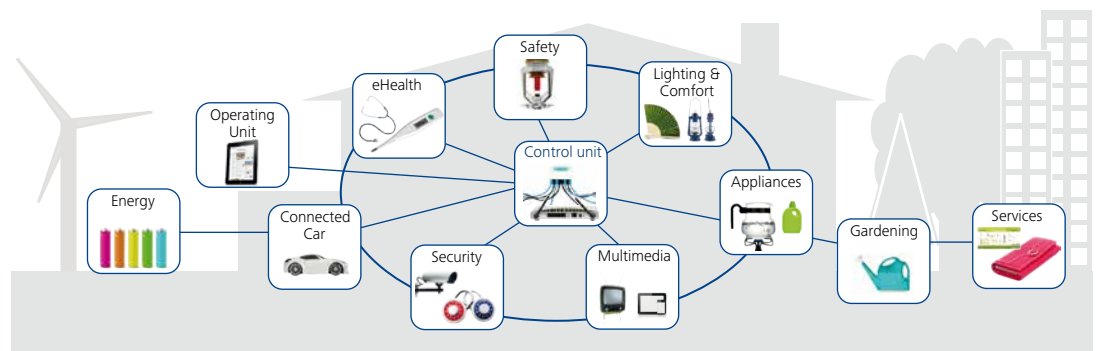 Safety
eHealth
Lighting &
Comfort
Operating
Unit
Control unit
Energy
Connected
Car
Appliances
Services
Gardening
Security
Multimedia